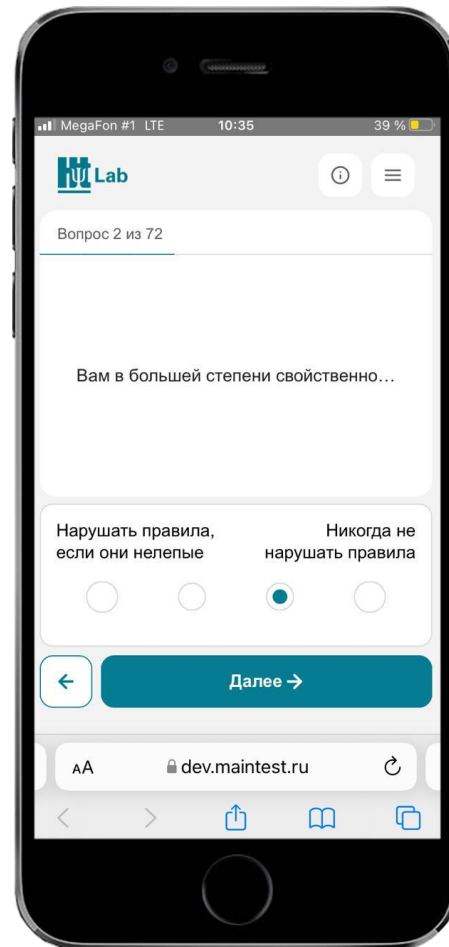 MegaFon #1 LTE 10:35 39 %
Lab
Вопрос 2 из 72
Вам в большей степени свойственно…
Нарушать правила,
если они нелепые
Никогда не
нарушать правила
Далее →
AA dev.maintest.ru